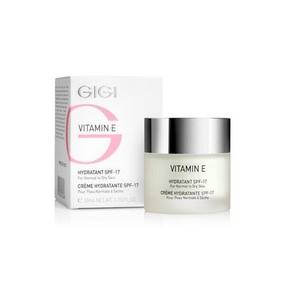 GIGI
VITAMIN E
HYDRATANT SPF-17
For Normal to Dry Skin
CRÈME HYDRATANTE SPF-17
Pour Peau Normale à Sèche
VITAMIN E
HYDRATANT SPF-17
For Normal to Dry Skin
CRÈME HYDRATANTE SPF-17
Pour Peau Normale à Sèche